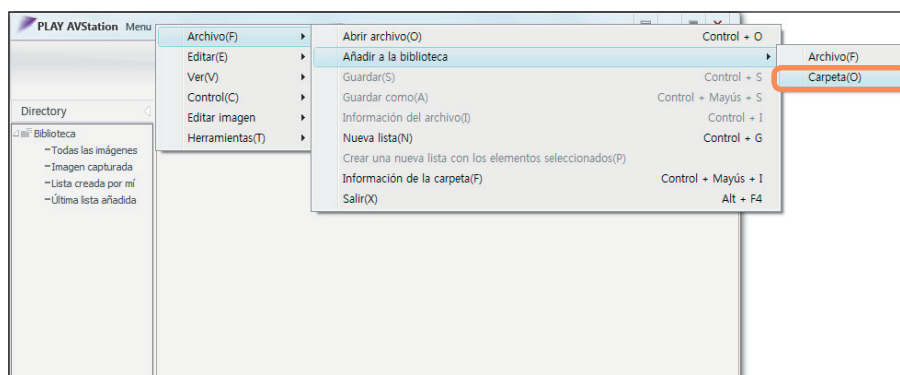 PLAY AVStation Menu
Archivo(F)
Editar(E)
Ver(V)
Control(C)
Editar imagen
Herramientas(T)
Abrir archivo(O) Control + O
Añadir a la biblioteca
Guardar(S) Control + S
Guardar como(A) Control + Mayús + S
Información del archivo(I) Control + I
Nueva lista(N) Control + G
Crear una nueva lista con los elementos seleccionados(P)
Información de la carpeta(F) Control + Mayús + I
Salir(X) Alt + F4
Archivo(F)
Carpeta(O)
Directory
Biblioteca
Todas las imágenes
Imagen capturada
Lista creada por mí
Última lista añadida